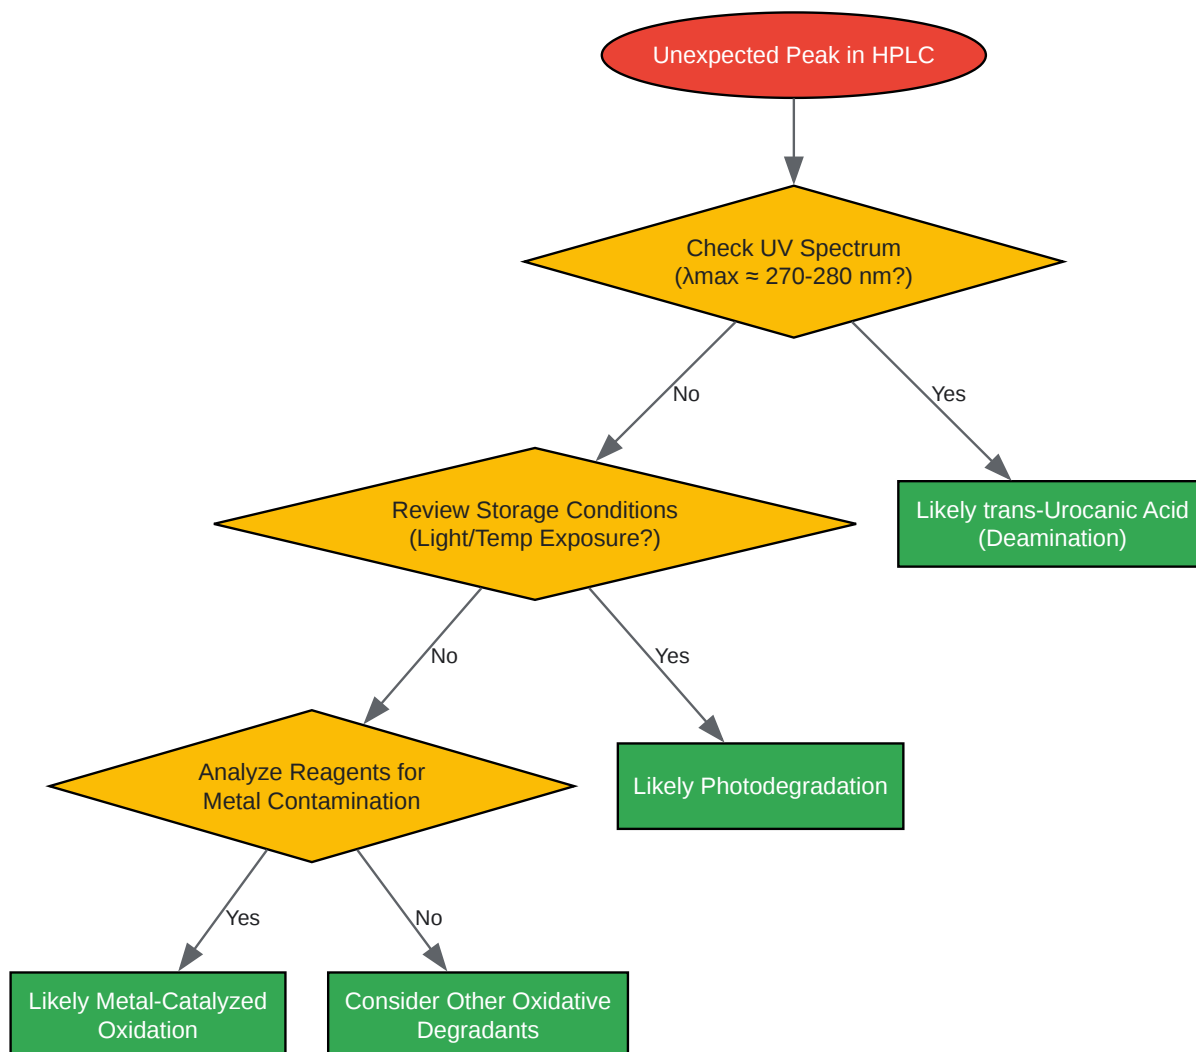 Unexpected Peak in HPLC
Check UV Spectrum
(λmax ≈ 270-280 nm?)
No
Yes
Review Storage Conditions
(Light/Temp Exposure?)
Likely trans-Urocanic Acid
(Deamination)
No
Yes
Analyze Reagents for
Metal Contamination
Likely Photodegradation
Yes
No
Likely Metal-Catalyzed
Oxidation
Consider Other Oxidative
Degradants